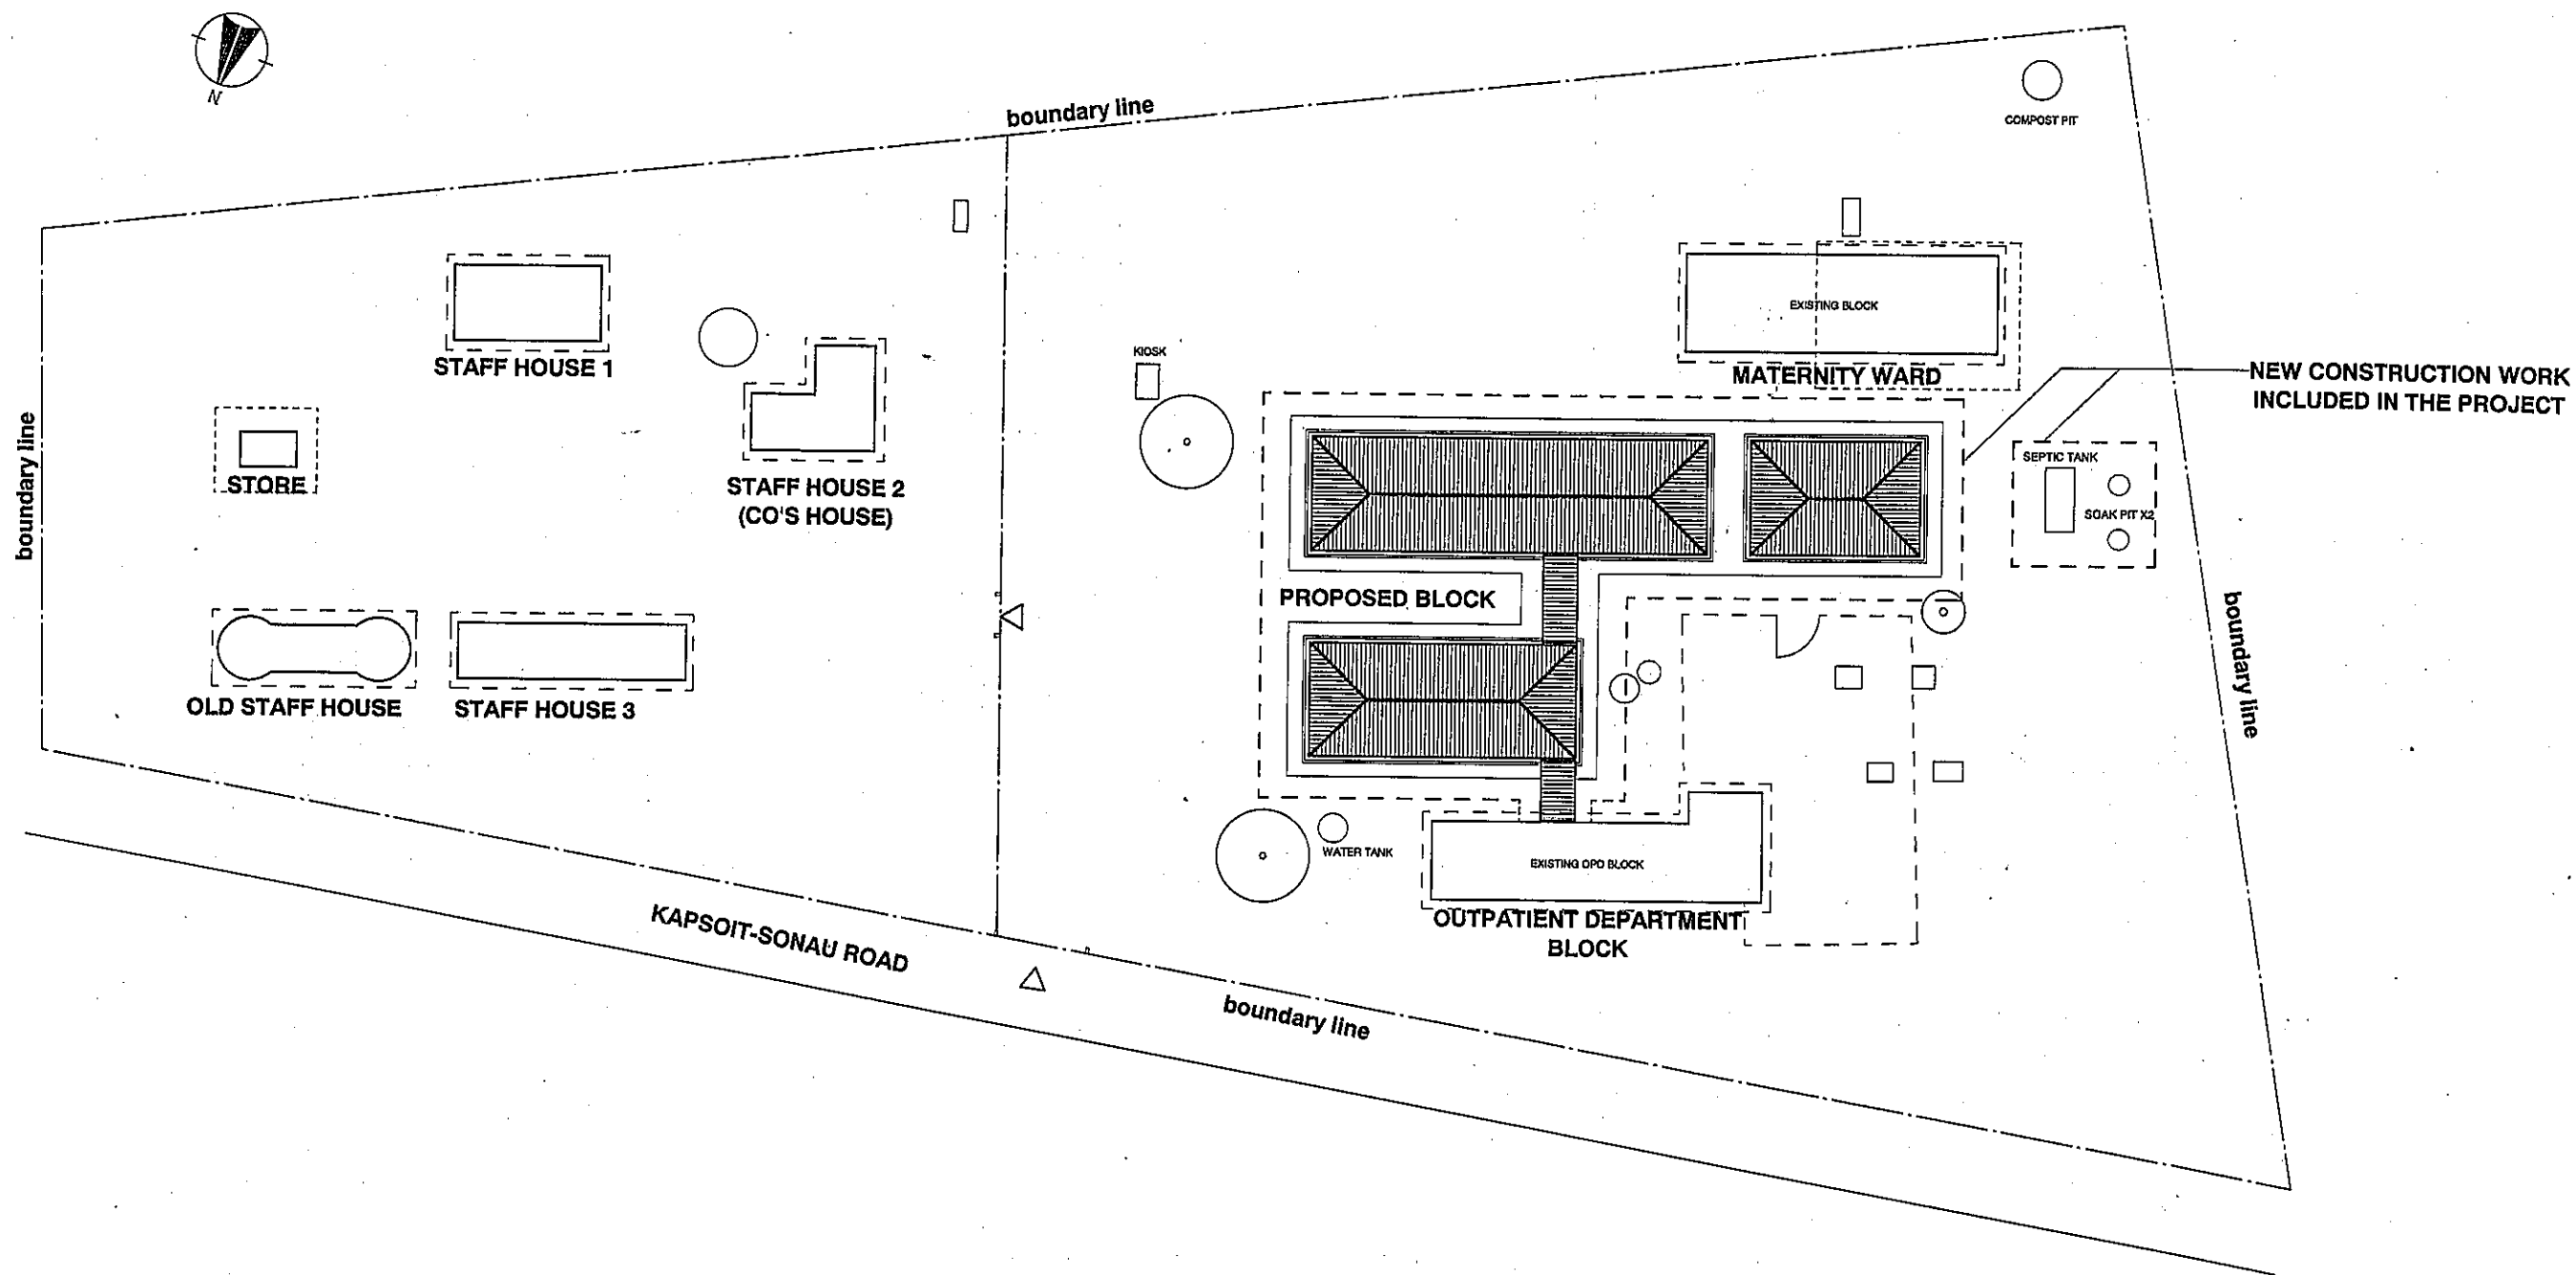 N
boundary line
COMPOST PIT
EXISTING BLOCK
MATERNITY WARD
STAFF HOUSE 1
KIOSK
NEW CONSTRUCTION WORK
INCLUDED IN THE PROJECT
boundary line
STORE
STAFF HOUSE 2
(CO'S HOUSE)
SEPTIC TANK
SOAK PIT X2
PROPOSED BLOCK
boundary line
OLD STAFF HOUSE
STAFF HOUSE 3
WATER TANK
EXISTING OPD BLOCK
OUTPATIENT DEPARTMENT
BLOCK
KAPSOIT-SONAU ROAD
boundary line